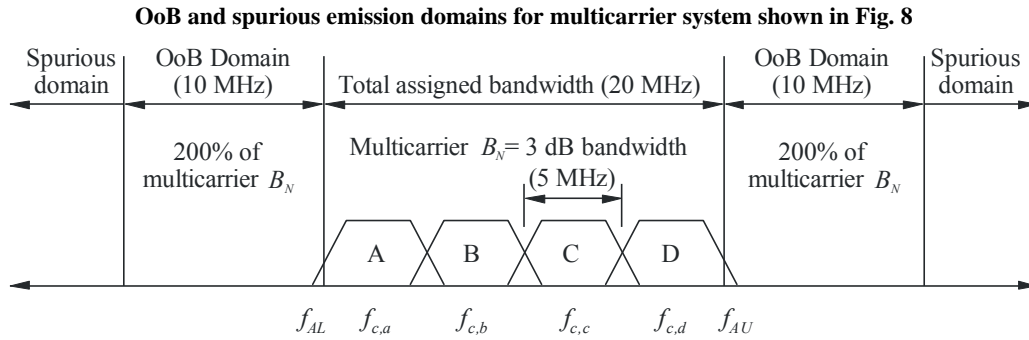 OoB and spurious emission domains for multicarrier system shown in Fig. 8
Spurious
domain
OoB Domain
(10 MHz)
Total assigned bandwidth (20 MHz)
OoB Domain
(10 MHz)
Spurious
domain
200% of
multicarrier B_N
Multicarrier B_N = 3 dB bandwidth
(5 MHz)
200% of
multicarrier B_N
A B C D
f_AL f_c,a f_c,b f_c,c f_c,d f_AU